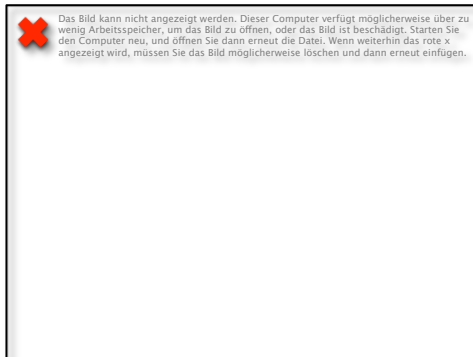 Das Bild kann nicht angezeigt werden. Dieser Computer verfügt möglicherweise über zu
wenig Arbeitsspeicher, um das Bild zu öffnen, oder das Bild ist beschädigt. Starten Sie
den Computer neu, und öffnen Sie dann erneut die Datei. Wenn weiterhin das rote x
angezeigt wird, müssen Sie das Bild möglicherweise löschen und dann erneut einfügen.